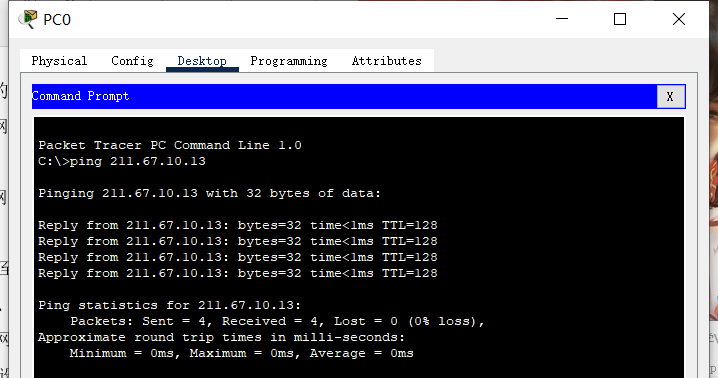 PC0
Physical Config Desktop Programming Attributes
Command Prompt X
Packet Tracer PC Command Line 1.0
C:\>ping 211.67.10.13
Pinging 211.67.10.13 with 32 bytes of data:
Reply from 211.67.10.13: bytes=32 time<1ms TTL=128
Reply from 211.67.10.13: bytes=32 time<1ms TTL=128
Reply from 211.67.10.13: bytes=32 time<1ms TTL=128
Reply from 211.67.10.13: bytes=32 time<1ms TTL=128
Ping statistics for 211.67.10.13:
Packets: Sent = 4, Received = 4, Lost = 0 (0% loss),
Approximate round trip times in milli-seconds:
Minimum = 0ms, Maximum = 0ms, Average = 0ms